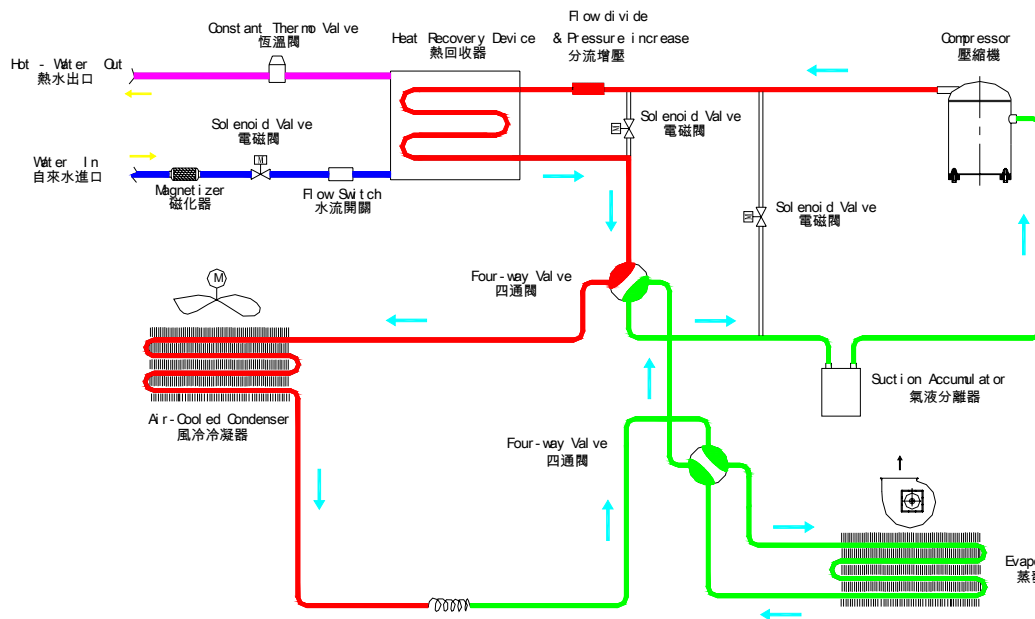 Flow divide
& Pressure increase
分流增壓
Constant Thermo Valve
恆溫閥
Heat Recovery Device
熱回收器
Compressor
壓縮機
Hot - Water Out
熱水出口
Solenoid Valve
電磁閥
M
Solenoid Valve
電磁閥
M
Water In
自來水進口
Magnetizer
磁化器
Flow Switch
水流開關
Solenoid Valve
電磁閥
M
Four-way Valve
四通閥
M
Suction Accumulator
氣液分離器
Air-Cooled Condenser
風冷冷凝器
Four-way Valve
四通閥